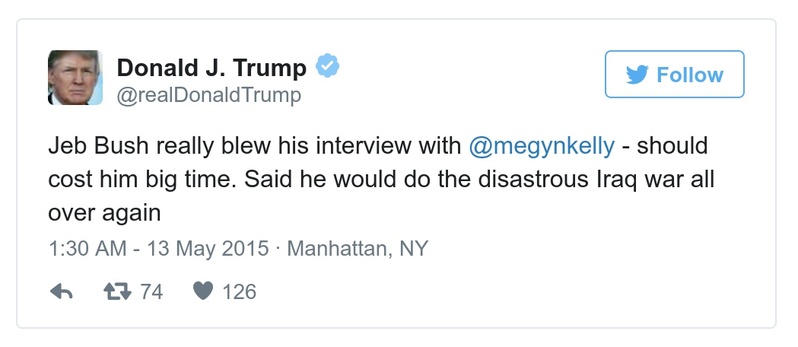 Donald J. Trump
@realDonaldTrump
Follow
Jeb Bush really blew his interview with @megynkelly - should
cost him big time. Said he would do the disastrous Iraq war all
over again
1:30 AM - 13 May 2015 · Manhattan, NY
74 126